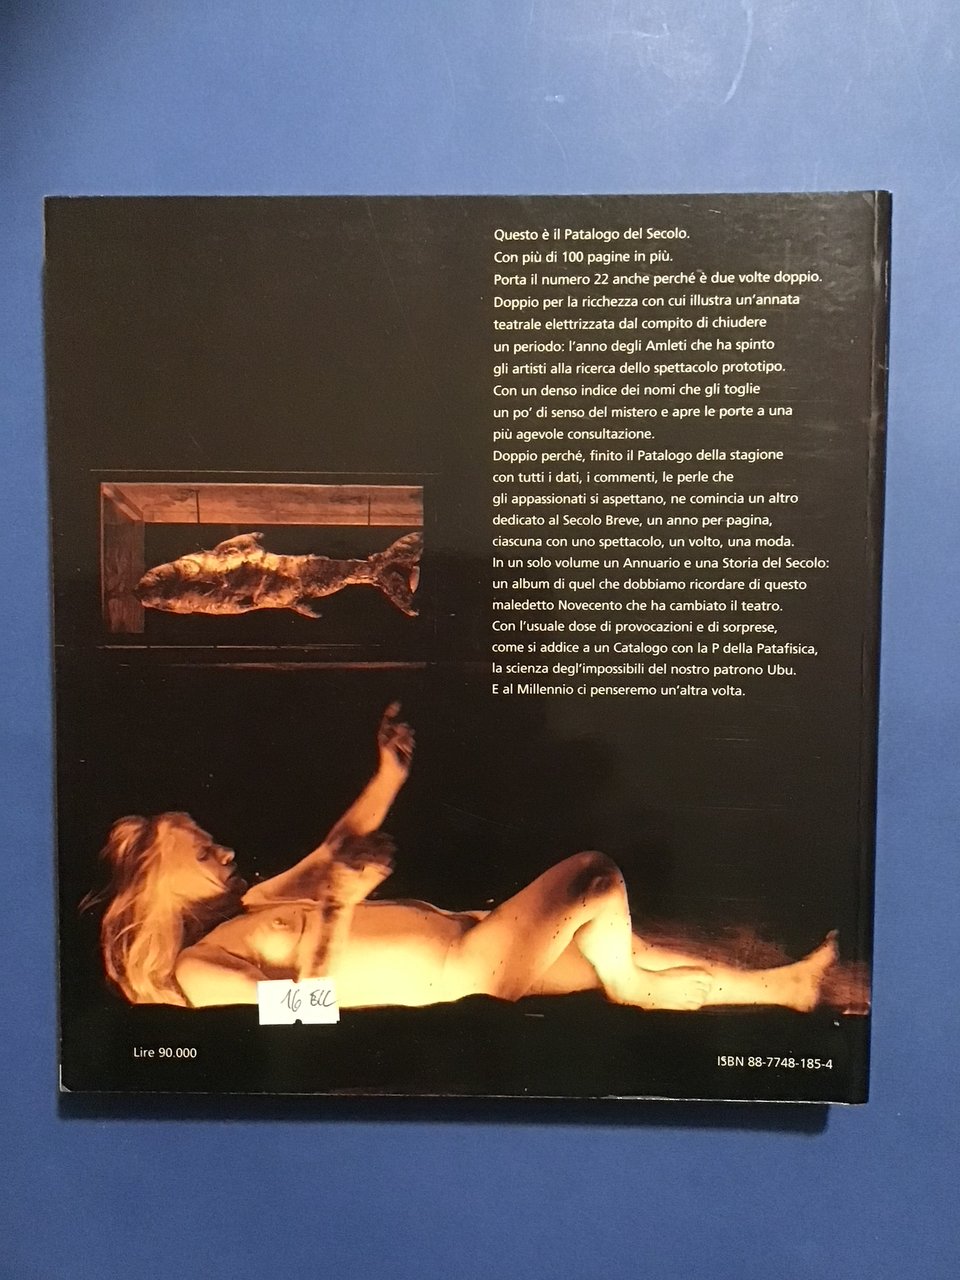 Questo è il Patalogo del Secolo.
Con più di 100 pagine in più.
Porta il numero 22 anche perché è due volte doppio.
Doppio per la ricchezza con cui illustra un'annata
teatrale elettrizzata dal compito di chiudere
un periodo: l'anno degli Amleti che ha spinto
gli artisti alla ricerca dello spettacolo prototipo.
Con un denso indice dei nomi che gli toglie
un po' di senso del mistero e apre le porte a una
più agevole consultazione.
Doppio perché, finito il Patalogo della stagione
con tutti i dati, i commenti, le perle che
gli appassionati si aspettano, ne comincia un altro
dedicato al Secolo Breve, un anno per pagina,
ciascuna con uno spettacolo, un volto, una moda.
In un solo volume un Annuario e una Storia del Secolo:
un album di quel che dobbiamo ricordare di questo
maledetto Novecento che ha cambiato il teatro.
Con l'usuale dose di provocazioni e di sorprese,
come si addice a un Catalogo con la P della Patafisica,
la scienza degl'impossibili del nostro patrono Ubu.
E al Millennio ci penseremo un'altra volta.
16
Lire 90.000
ISBN 88-7748-185-4